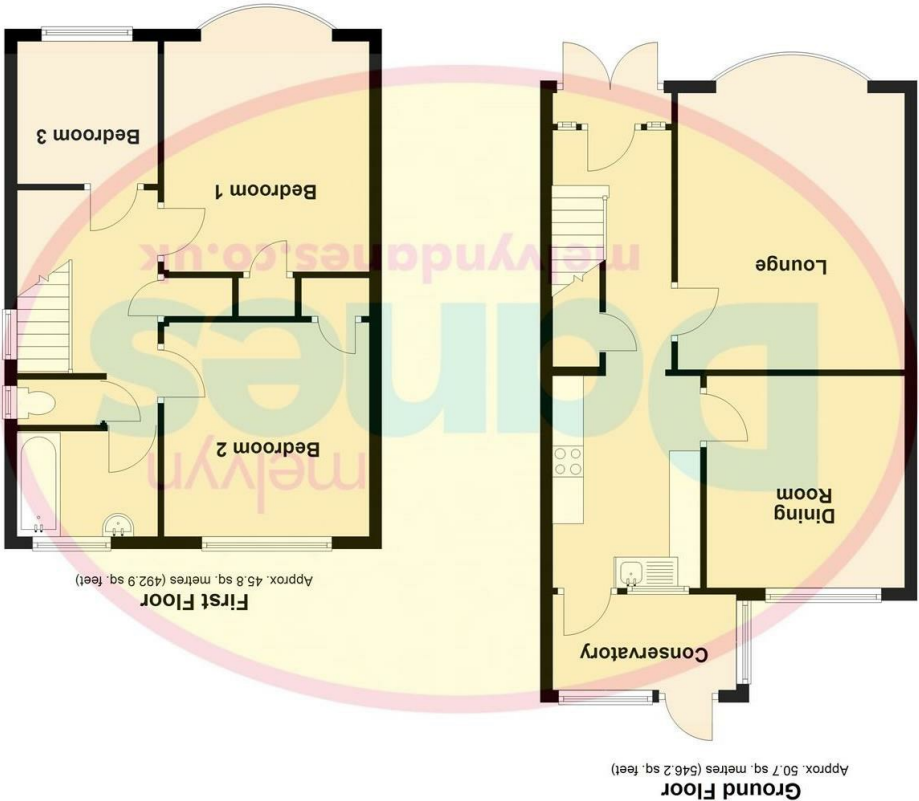 Ground Floor
Approx. 50.7 sq. metres (546.2 sq. feet)
Conservatory
Dining
Room
Lounge
First Floor
Approx. 45.8 sq. metres (492.9 sq. feet)
Bedroom 2
Bedroom 1
Bedroom 3
melvyn
Danes
melvyndanes.co.uk